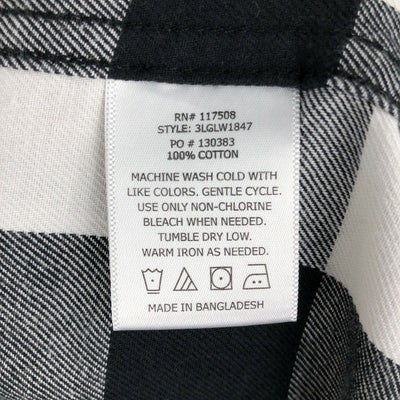 RN# 117508
STYLE: 3LGLW1847
PO # 130383
100% COTTON
MACHINE WASH COLD WITH
LIKE COLORS. GENTLE CYCLE.
USE ONLY NON-CHLORINE
BLEACH WHEN NEEDED.
TUMBLE DRY LOW.
WARM IRON AS NEEDED.
MADE IN BANGLADESH